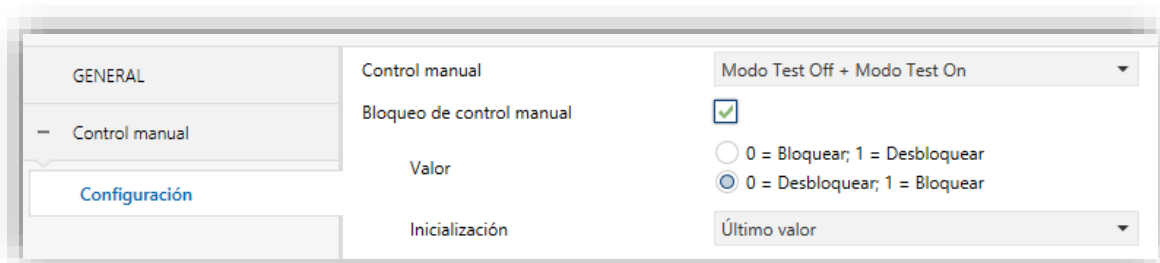 GENERAL
Control manual
Configuración
Control manual Modo Test Off + Modo Test On
Bloqueo de control manual
Valor
0 = Bloquear; 1 = Desbloquear
0 = Desbloquear; 1 = Bloquear
Inicialización Último valor